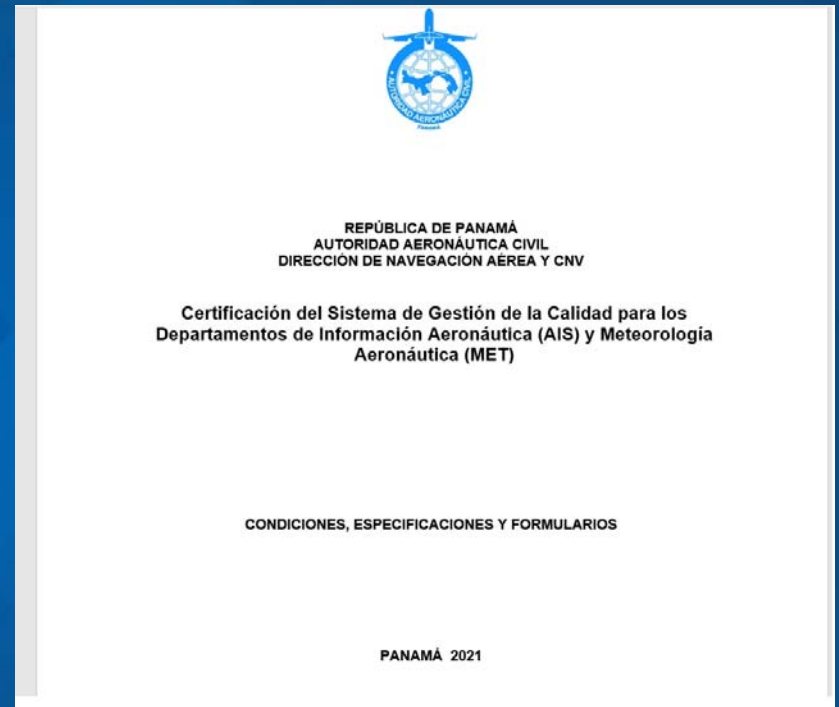 AUTORIDAD AERONÁUTICA CIVIL
PANAMÁ
REPÚBLICA DE PANAMÁ
AUTORIDAD AERONÁUTICA CIVIL
DIRECCIÓN DE NAVEGACIÓN AÉREA Y CNV
Certificación del Sistema de Gestión de la Calidad para los
Departamentos de Información Aeronáutica (AIS) y Meteorología
Aeronáutica (MET)
CONDICIONES, ESPECIFICACIONES Y FORMULARIOS
PANAMÁ 2021